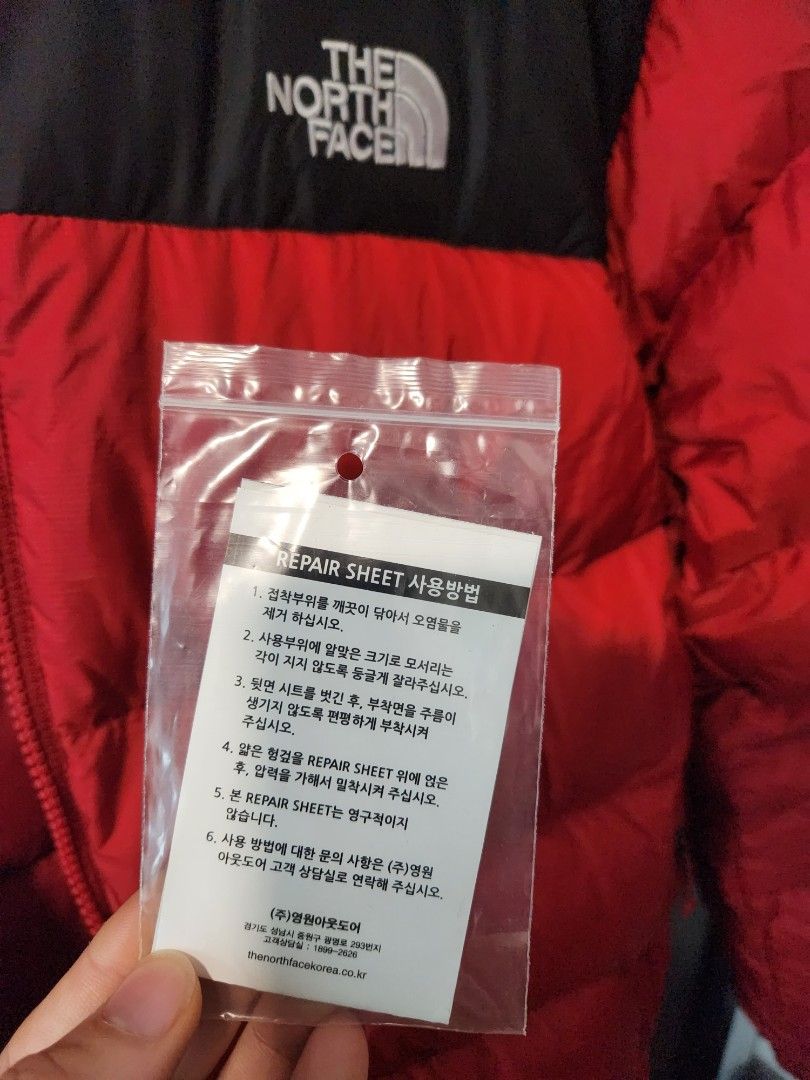 THE
NORTH
FACE
REPAIR SHEET 사용방법
1. 접착부위를 깨끗이 닦아서 오염물을
제거 하십시오.
2. 사용부위에 알맞은 크기로 모서리는
각이 지지 않도록 둥글게 잘라주십시오.
3. 뒷면 시트를 벗긴 후, 부착면을 주름이
생기지 않도록 편평하게 부착시켜
주십시오.
4. 얇은 헝겊을 REPAIR SHEET 위에 얹은
후, 압력을 가해서 밀착시켜 주십시오.
5. 본 REPAIR SHEET는 영구적이지
않습니다.
6. 사용 방법에 대한 문의 사항은 (주)영원
아웃도어 고객 상담실로 연락해 주십시오.
(주)영원아웃도어
경기도 성남시 중원구 광명로 293번지
고객상담실 : 1899-2626
thenorthfacekorea.co.kr